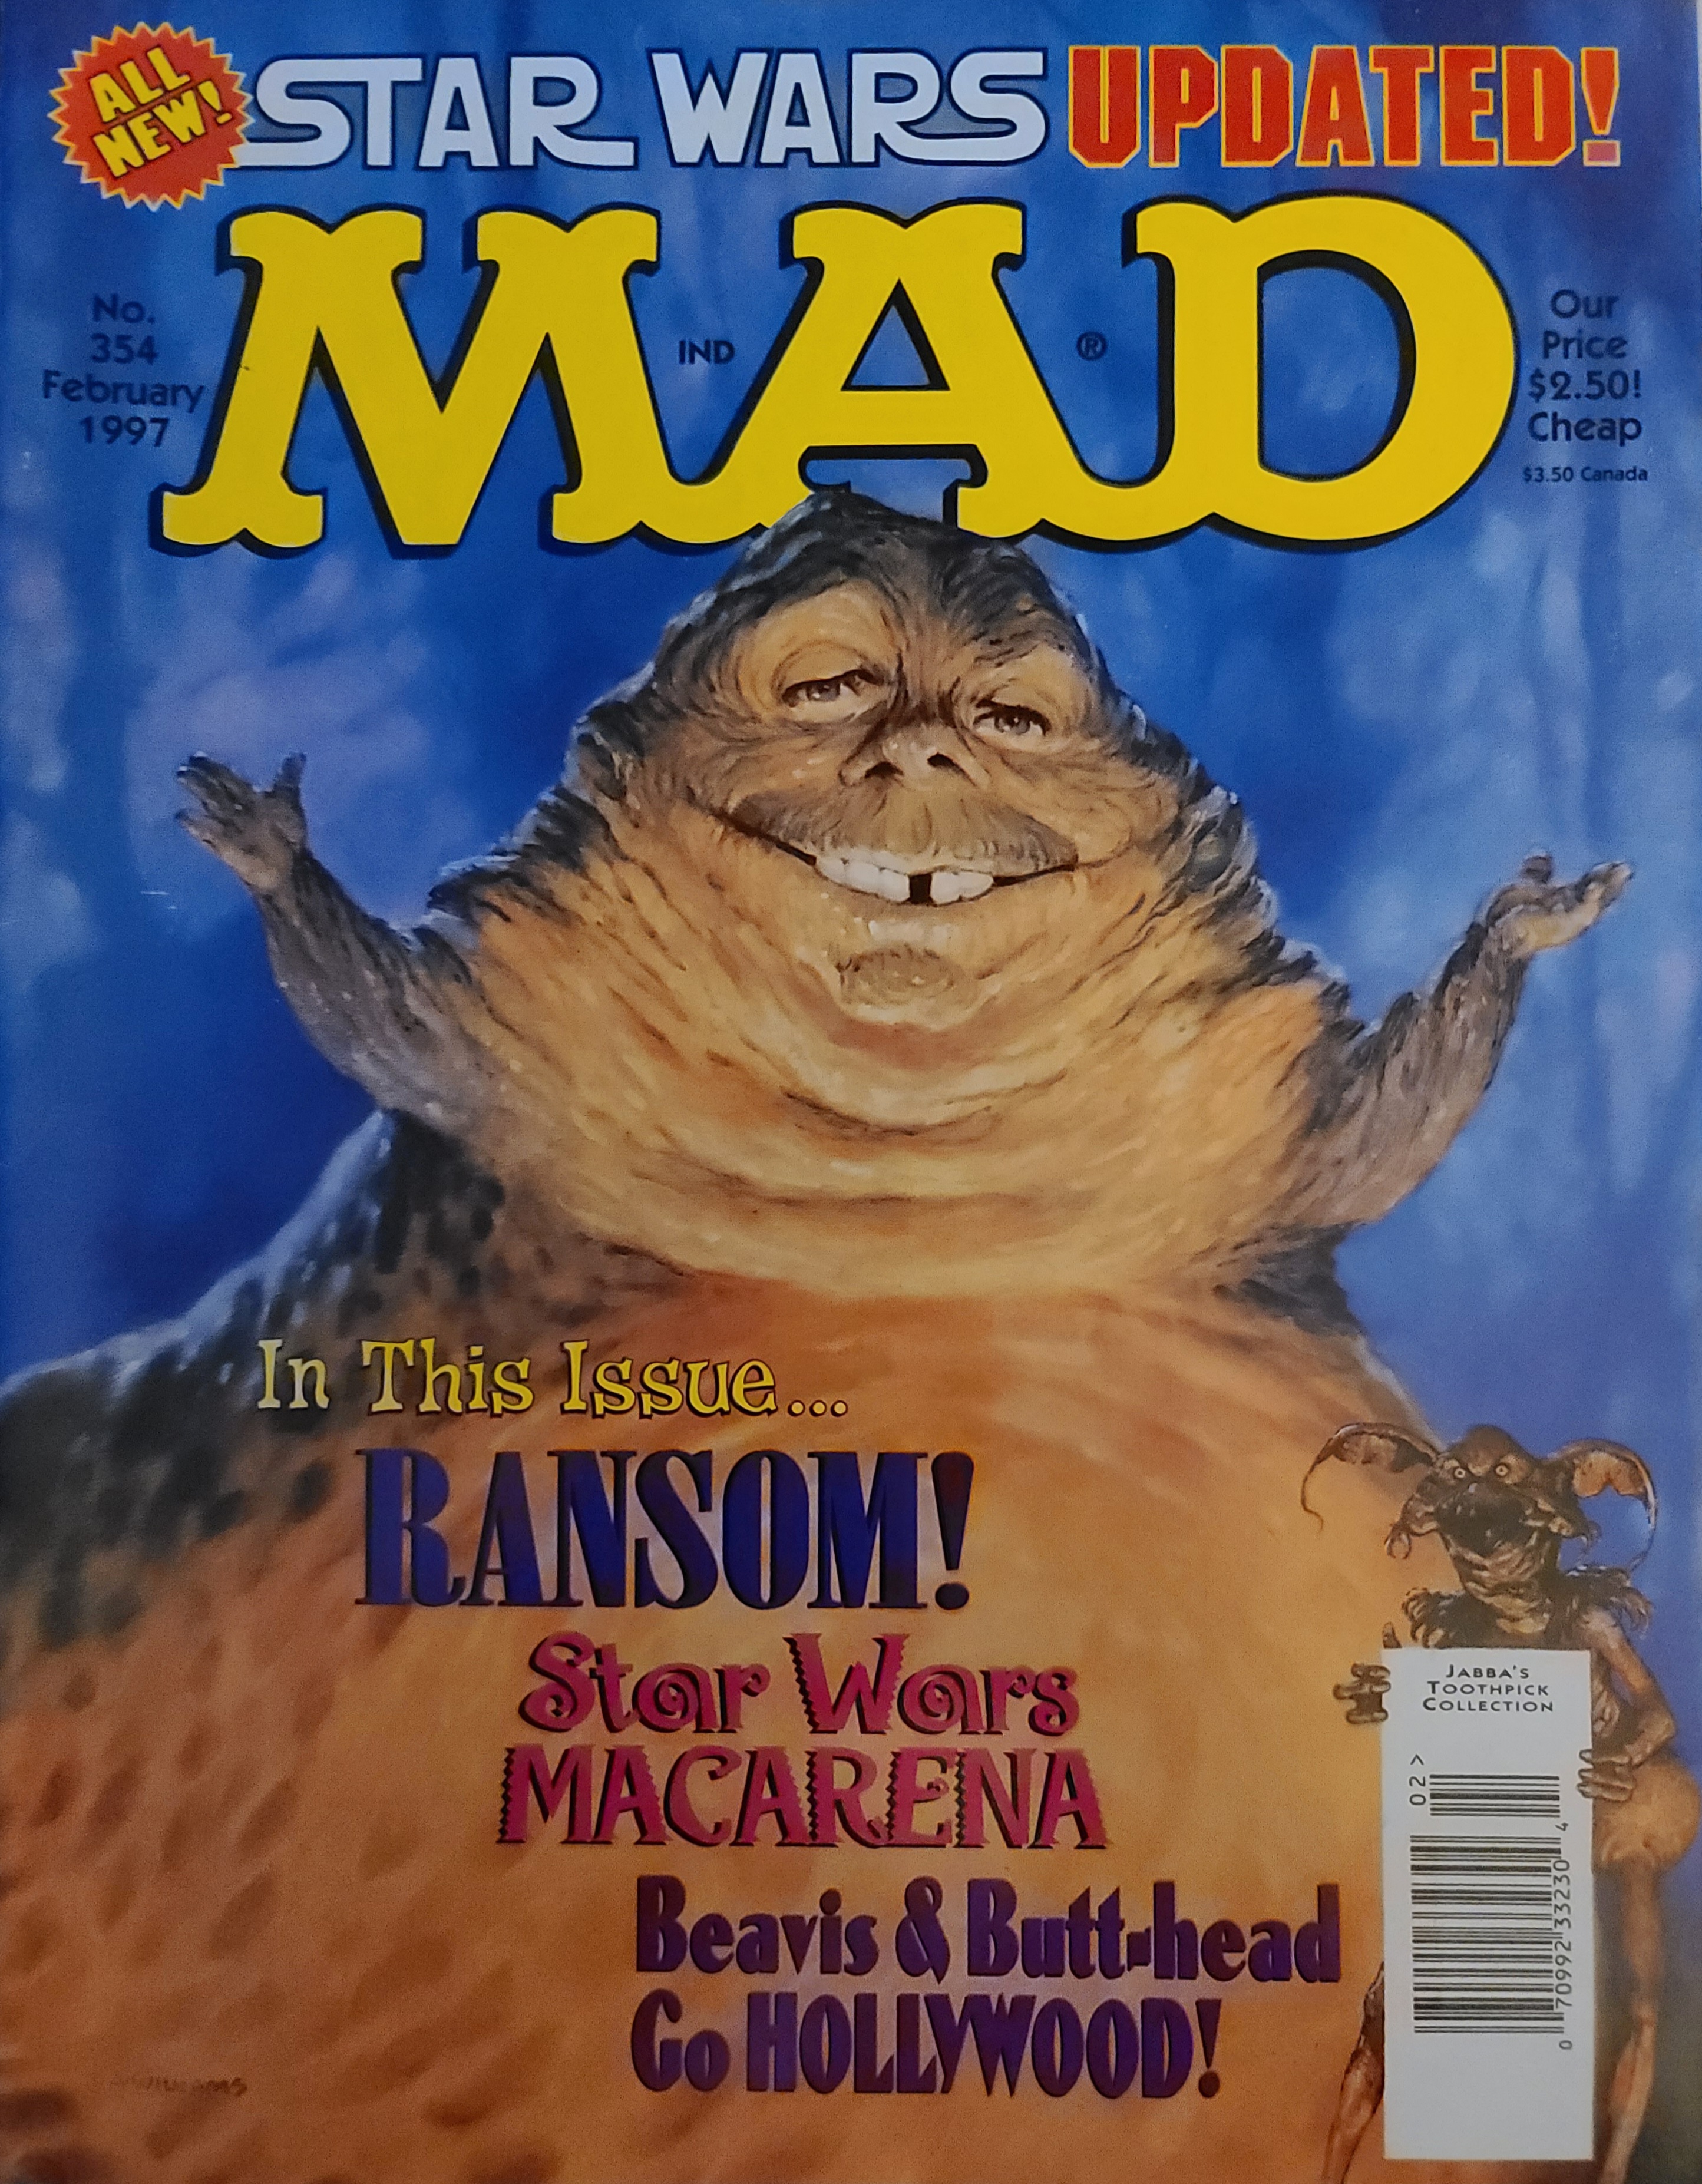 ALL
NEW!
STAR WARS UPDATED!
MAD
IND
®
No.
354
February
1997
Our
Price
$2.50!
Cheap
$3.50 Canada
In This Issue...
RANSOM!
Star Wars
MACARENA
Beavis & Butt-head
Go HOLLYWOOD!
JABBA'S
TOOTHPICK
COLLECTION
02>
0 70992 33230 4